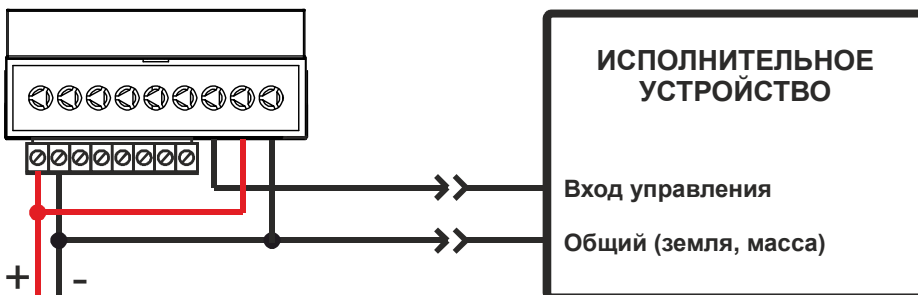 ИСПОЛНИТЕЛЬНОЕ
УСТРОЙСТВО
Вход управления
Общий (земля, масса)
+ -